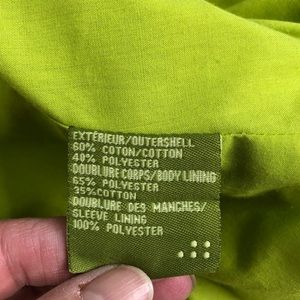 EXTÉRIEUR/OUTERSHELL
60% COTON/COTTON
40% POLYESTER
DOUBLURE CORPS/BODY LINING
65% POLYESTER
35%COTTON
DOUBLURE DES MANCHES/
SLEEVE LINING
100% POLYESTER